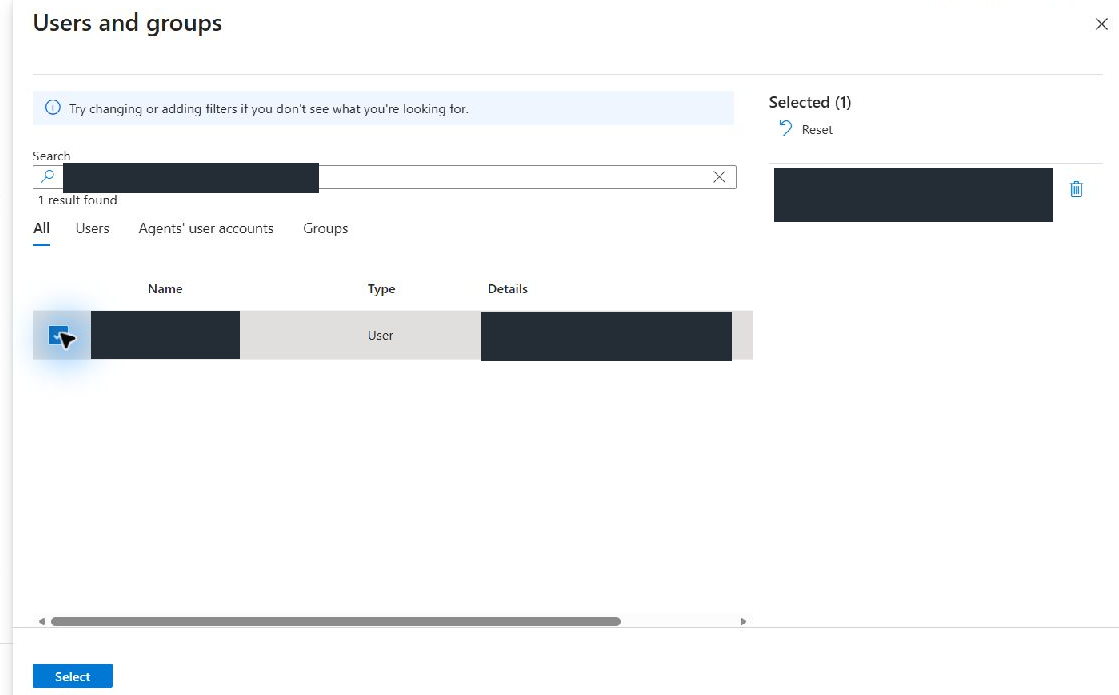 Users and groups
Try changing or adding filters if you don't see what you're looking for.
Selected (1)
Reset
Search
1 result found
All Users Agents' user accounts Groups
Name Type Details
User
Select